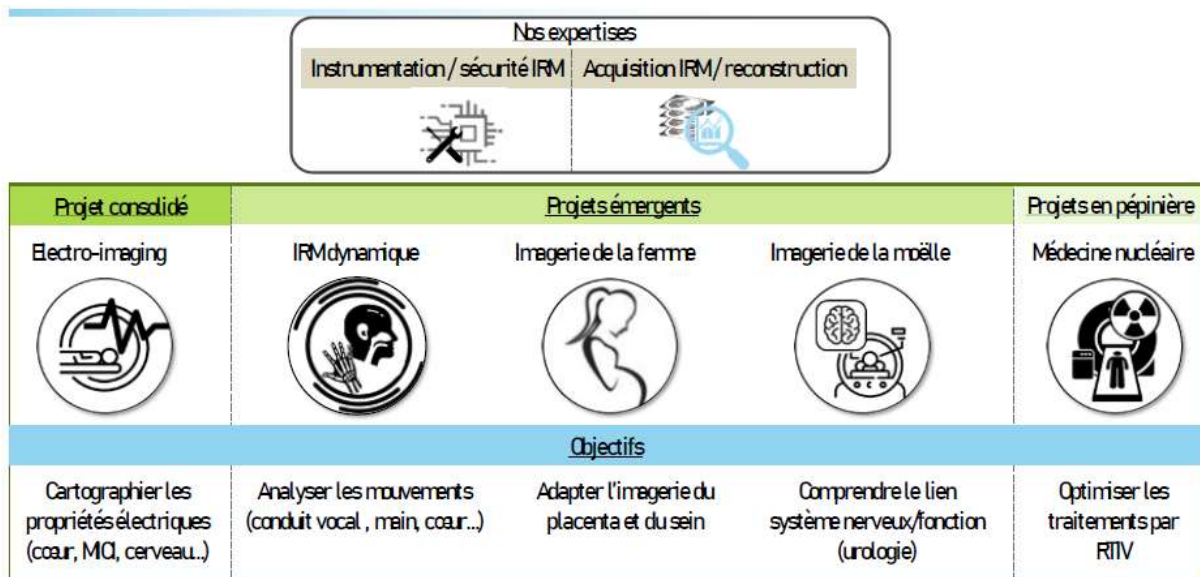 Nos expertises
Instrumentation / sécurité IRM
Acquisition IRM/ reconstruction
Projet consolidé
Projets émergents
Projets en pépinière
Electro-imaging
IRM dynamique
Imagerie de la femme
Imagerie de la moëlle
Médecine nucléaire
Objectifs
Cartographier les
propriétés électriques
(cœur, MICI, cerveau...)
Analyser les mouvements
(conduit vocal , main, cœur...)
Adapter l'imagerie du
placenta et du sein
Comprendre le lien
système nerveux/fonction
(urologie)
Optimiser les
traitements par
RTIV